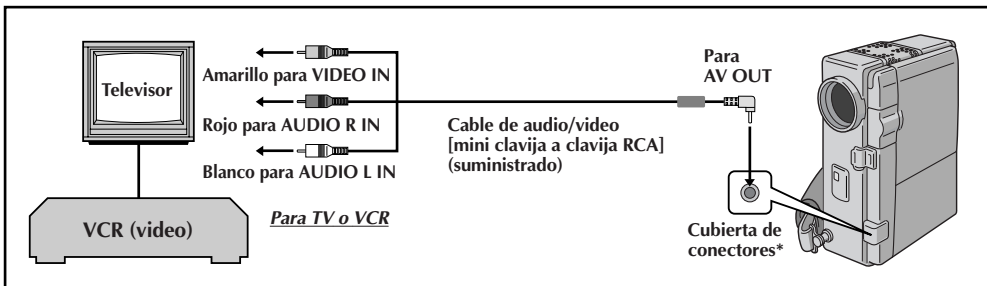 Televisor
Amarillo para VIDEO IN
Rojo para AUDIO R IN
Blanco para AUDIO L IN
VCR (video)
Para TV o VCR
Cable de audio/video
[mini clavija a clavija RCA]
(suministrado)
Para
AV OUT
Cubierta de
conectores*